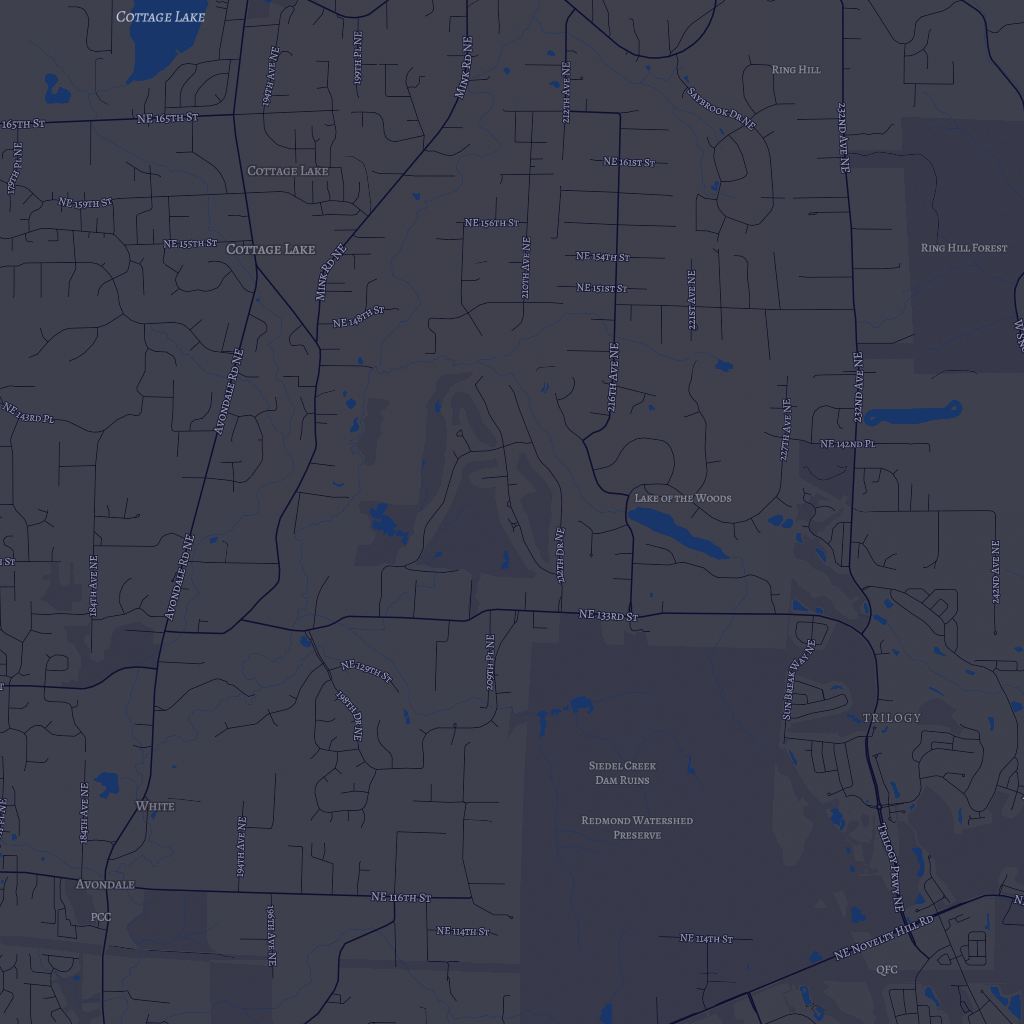 Cottage Lake
194th Ave NE
199th Pl NE
Mink Rd NE
212th Ave NE
Ring Hill
Saybrook Dr NE
232nd Ave NE
165th St
NE 165th St
179th Pl NE
Cottage Lake
NE 161st St
NE 159th St
NE 156th St
NE 155th St
Cottage Lake
210th Ave NE
NE 154th St
Ring Hill Forest
Mink Rd NE
NE 151st St
221st Ave NE
NE 148th St
Avondale Rd NE
216th Ave NE
232nd Ave NE
NE 143rd Pl
227th Ave NE
NE 142nd Pl
Lake of the Woods
Avondale Rd NE
184th Ave NE
212th Dr NE
242nd Ave NE
NE 133rd St
209th Pl NE
NE 129th St
198th Dr NE
Sun Break Way NE
Trilogy
Siedel Creek
Dam Ruins
184th Ave NE
White
194th Ave NE
Redmond Watershed
Preserve
Trilogy Pkwy NE
Avondale
NE 116th St
PCC
196th Ave NE
NE 114th St
NE 114th St
NE Novelty Hill Rd
QFC